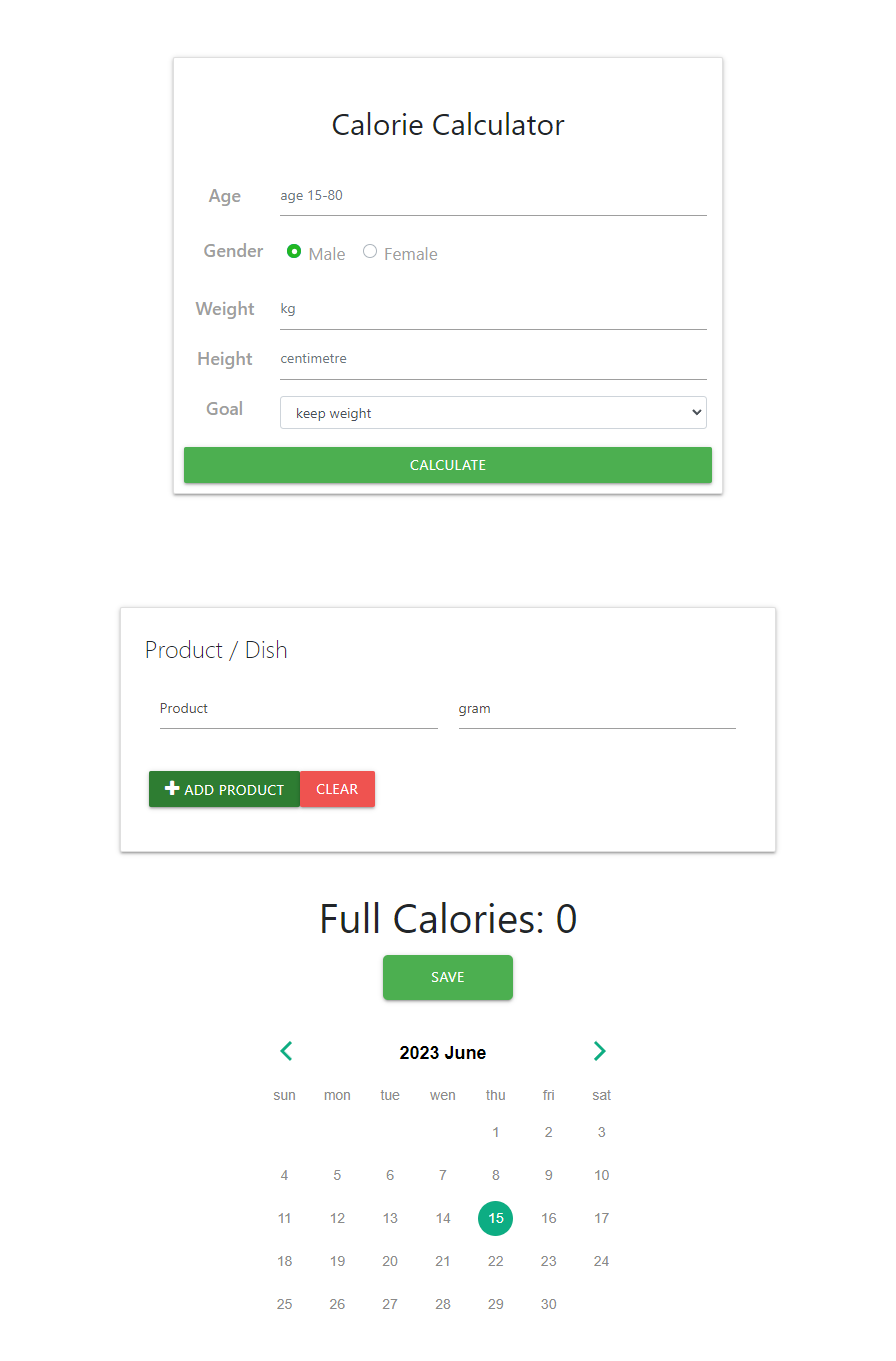 Calorie Calculator
Age age 15-80
Gender Male Female
Weight kg
Height centimetre
Goal keep weight
CALCULATE
Product / Dish
Product gram
ADD PRODUCT CLEAR
Full Calories: 0
SAVE
2023 June
sun mon tue wen thu fri sat
1 2 3
4 5 6 7 8 9 10
11 12 13 14 15 16 17
18 19 20 21 22 23 24
25 26 27 28 29 30